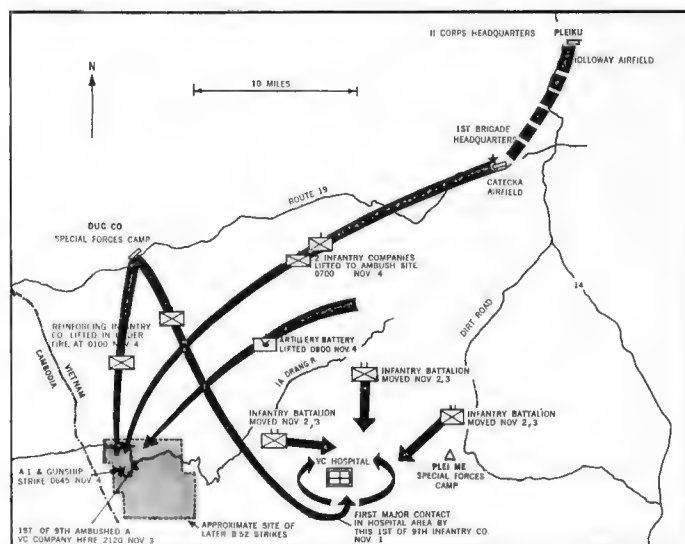 II CORPS HEADQUARTERS
PLEIKU
HOLLOWAY AIRFIELD
N
10 MILES
1ST BRIGADE
HEADQUARTERS
CATECKA
AIRFIELD
ROUTE 19
DUC CO
SPECIAL FORCES CAMP
2 INFANTRY COMPANIES
LIFTED TO AMBUSH SITE
0700 NOV 4
14
DIRT ROAD
REINFORCING INFANTRY
CO. LIFTED IN UNDER
FIRE AT 0100 NOV 4
ARTILLERY BATTERY
LIFTED 0800 NOV. 4
IA DRANG R.
VIETNAM
CAMBODIA
INFANTRY BATTALION
MOVED NOV 2,3
INFANTRY BATTALION
MOVED NOV 2,3
INFANTRY BATTALION
MOVED NOV 2,3
VC HOSPITAL
PLEI ME
SPECIAL FORCES
CAMP
A1 & GUNSHIP
STRIKE 0645 NOV 4
1ST OF 9TH AMBUSHED A
VC COMPANY HERE 2120 NOV 3
APPROXIMATE SITE OF
LATER B 52 STRIKES
FIRST MAJOR CONTACT
IN HOSPITAL AREA BY
THIS 1ST OF 9TH INFANTRY CO.
NOV 1